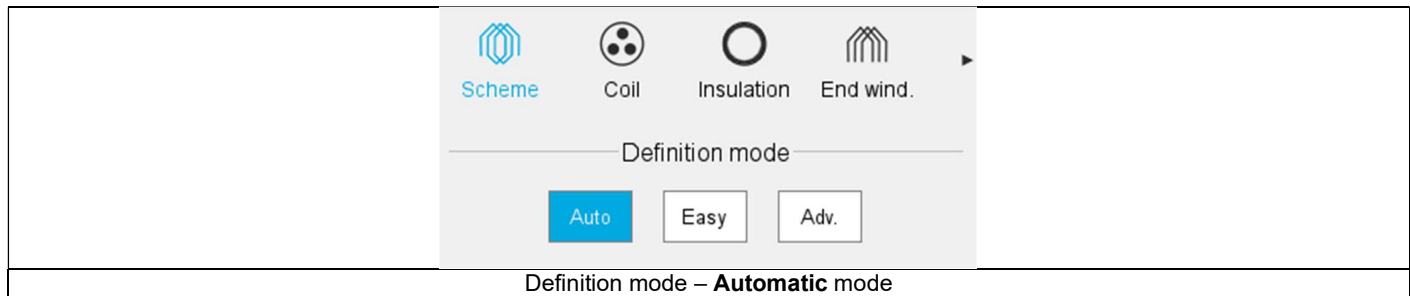 Scheme Coil Insulation End wind.
Definition mode
Auto Easy Adv.
Definition mode – Automatic mode